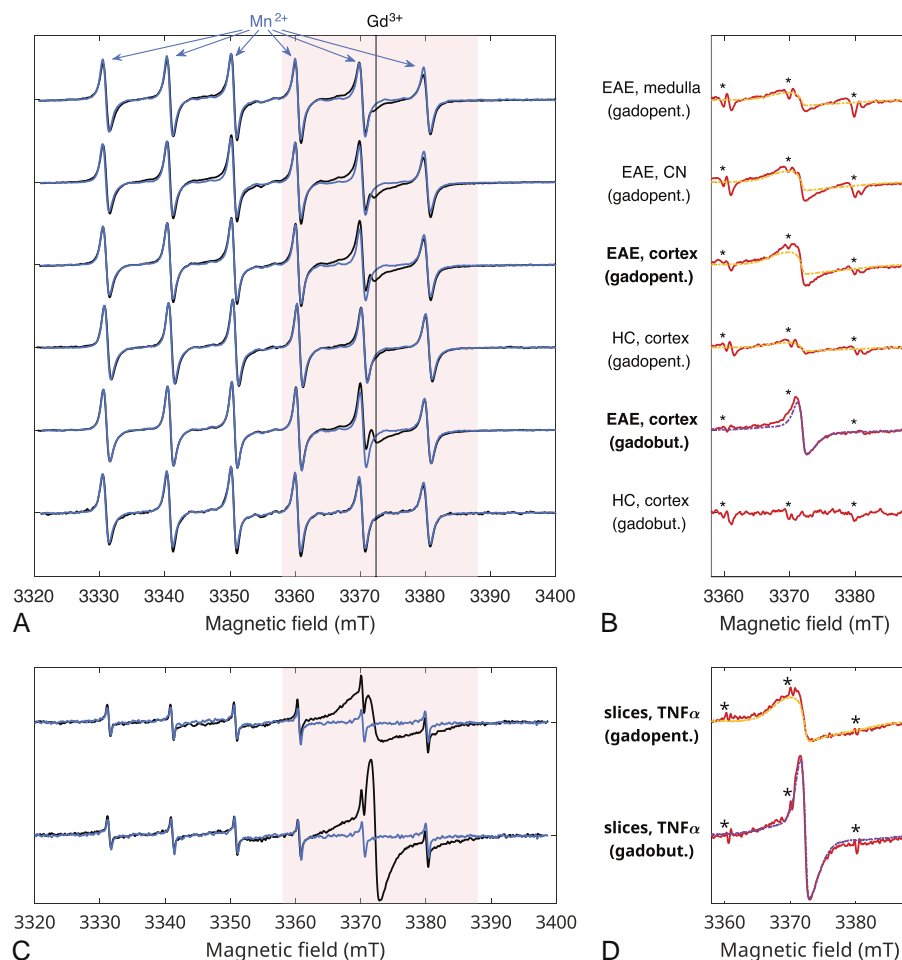 Mn2+
Gd3+
EAE, medulla
(gadopent.)
EAE, CN
(gadopent.)
EAE, cortex
(gadopent.)
HC, cortex
(gadopent.)
EAE, cortex
(gadobut.)
HC, cortex
(gadobut.)
* * *
* * *
* * *
* * *
* * *
* * *
3320 3330 3340 3350 3360 3370 3380 3390 3400
3360 3370 3380
A Magnetic field (mT)
B Magnetic field (mT)
slices, TNFα
(gadopent.)
slices, TNFα
(gadobut.)
* * *
* * *
3320 3330 3340 3350 3360 3370 3380 3390 3400
3360 3370 3380
C Magnetic field (mT)
D Magnetic field (mT)